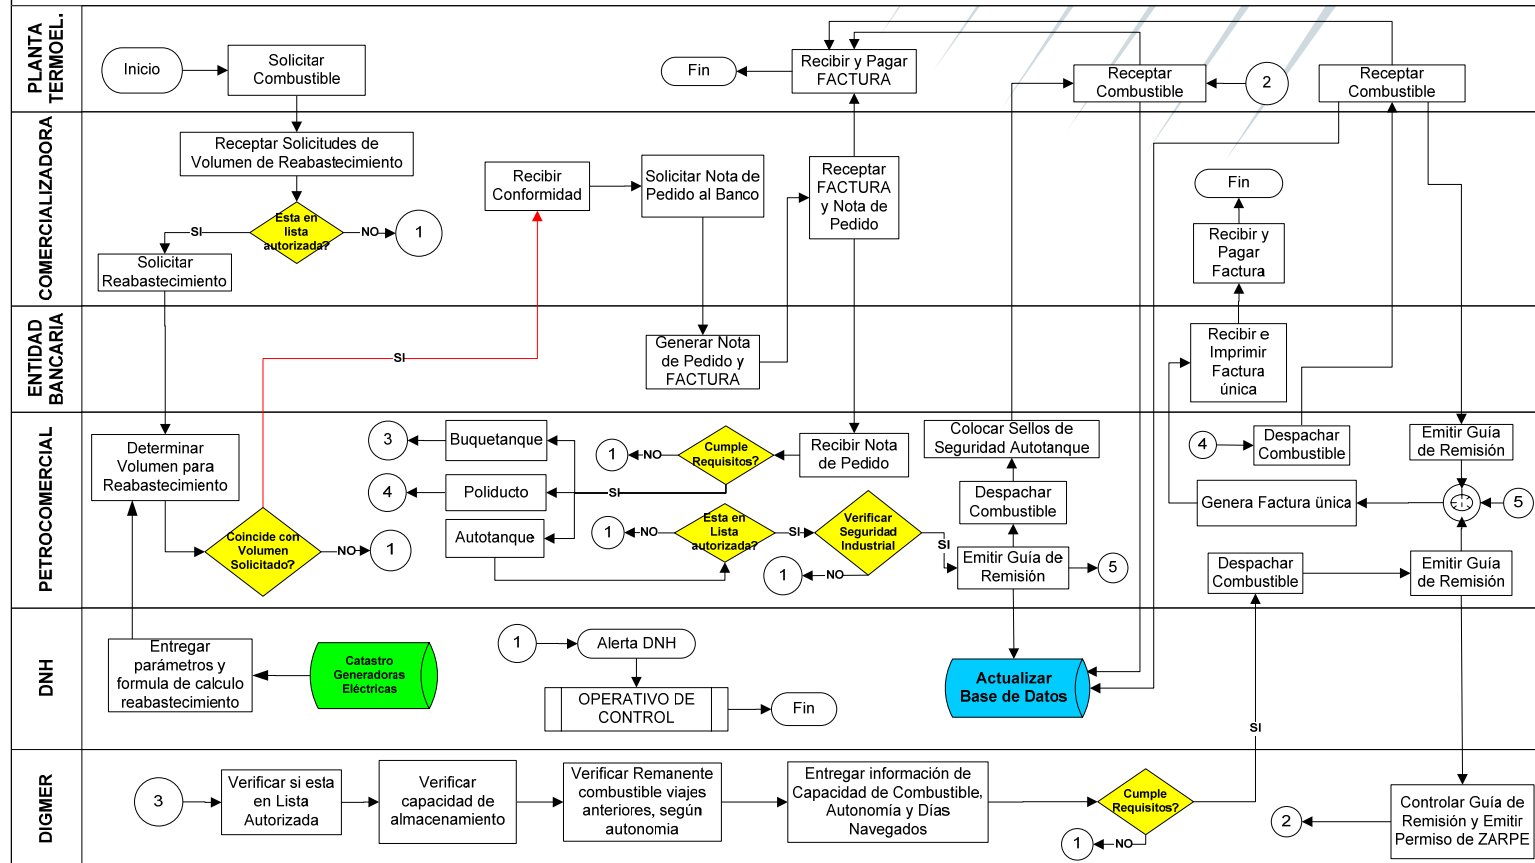 PLANTA
TERMOEL.
Inicio
Solicitar
Combustible
Fin
Recibir y Pagar
FACTURA
Receptar
Combustible
2
Receptar
Combustible
COMERCIALIZADORA
Receptar Solicitudes de
Volumen de Reabastecimiento
Esta en
lista
autorizada?
SI
NO
1
Solicitar
Reabastecimiento
Recibir
Conformidad
Solicitar Nota de
Pedido al Banco
Receptar
FACTURA
y Nota de
Pedido
Fin
Recibir y
Pagar
Factura
ENTIDAD
BANCARIA
SI
Generar Nota
de Pedido y
FACTURA
Recibir e
Imprimir
Factura
única
PETROCOMERCIAL
Determinar
Volumen para
Reabastecimiento
Coincide con
Volumen
Solicitado?
NO
1
3
Buquetanque
4
Poliducto
Autotanque
SI
1
NO
Cumple
Requisitos?
Recibir Nota
de Pedido
1
NO
Esta en
Lista
autorizada?
SI
Verificar
Seguridad
Industrial
SI
1
NO
Colocar Sellos de
Seguridad Autotanque
Despachar
Combustible
Emitir Guía de
Remisión
5
4
Despachar
Combustible
Emitir Guía
de Remisión
Genera Factura única
5
Despachar
Combustible
Emitir Guía
de Remisión
DNH
Entregar
parámetros y
formula de calculo
reabastecimiento
Catastro
Generadoras
Eléctricas
1
Alerta DNH
OPERATIVO DE
CONTROL
Fin
Actualizar
Base de Datos
SI
DIGMER
3
Verificar si esta
en Lista
Autorizada
Verificar
capacidad de
almacenamiento
Verificar Remanente
combustible viajes
anteriores, según
autonomia
Entregar información de
Capacidad de Combustible,
Autonomía y Días
Navegados
Cumple
Requisitos?
1
NO
2
Controlar Guía de
Remisión y Emitir
Permiso de ZARPE